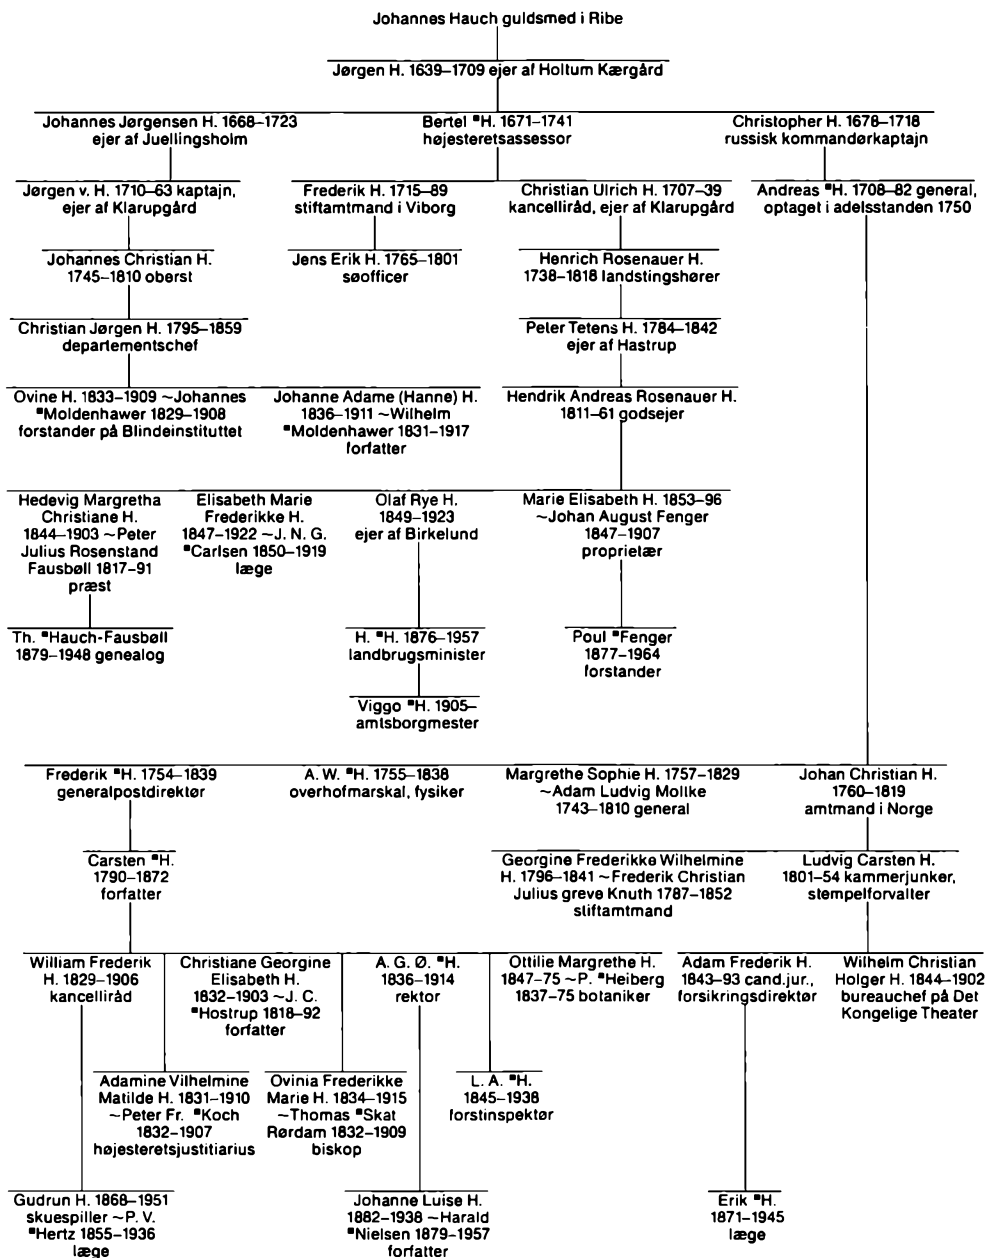 Johannes Hauch guldsmed i Ribe
Jørgen H. 1639–1709 ejer af Holtum Kærgård
Johannes Jørgensen H. 1668–1723
ejer af Juellingsholm
Bertel *H. 1671–1741
højesteretsassessor
Christopher H. 1678–1718
russisk kommandørkaptajn
Jørgen v. H. 1710–63 kaptajn,
ejer af Klarupgård
Frederik H. 1715–89
stiftamtmand i Viborg
Christian Ulrich H. 1707–39
kancelliråd, ejer af Klarupgård
Andreas *H. 1708–82 general,
optaget i adelsstanden 1750
Johannes Christian H.
1745–1810 oberst
Jens Erik H. 1765–1801
søofficer
Henrich Rosenauer H.
1738–1818 landstingshører
Christian Jørgen H. 1795–1859
departementschef
Peter Tetens H. 1784–1842
ejer af Hastrup
Ovine H. 1833–1909 ~Johannes
*Moldenhawer 1829–1908
forstander på Blindeinstituttet
Johanne Adame (Hanne) H.
1836–1911 ~Wilhelm
*Moldenhawer 1831–1917
forfatter
Hendrik Andreas Rosenauer H.
1811–61 godsejer
Hedevig Margretha
Christiane H.
1844–1903 ~Peter
Julius Rosenstand
Fausbøll 1817–91
præst
Elisabeth Marie
Frederikke H.
1847–1922 ~J. N. G.
*Carlsen 1850–1919
læge
Olaf Rye H.
1849–1923
ejer af Birkelund
Marie Elisabeth H. 1853–96
~Johan August Fenger
1847–1907
proprietær
Th. *Hauch-Fausbøll
1879–1948 genealog
H. *H. 1876–1957
landbrugsminister
Poul *Fenger
1877–1964
forstander
Viggo *H. 1905–
amtsborgmester
Frederik *H. 1754–1839
generalpostdirektør
A. W. *H. 1755–1838
overhofmarskal, fysiker
Margrethe Sophie H. 1757–1829
~Adam Ludvig Moltke
1743–1810 general
Johan Christian H.
1760–1819
amtmand i Norge
Carsten *H.
1790–1872
forfatter
Georgine Frederikke Wilhelmine
H. 1796–1841 ~Frederik Christian
Julius greve Knuth 1787–1852
stiftamtmand
Ludvig Carsten H.
1801–54 kammerjunker,
stempelforvalter
William Frederik
H. 1829–1906
kancelliråd
Christiane Georgine
Elisabeth H.
1832–1903 ~J. C.
*Hostrup 1818–92
forfatter
A. G. Ø. *H.
1836–1914
rektor
Ottilie Margrethe H.
1847–75 ~P. *Heiberg
1837–75 botaniker
Adam Frederik H.
1843–93 cand.jur.,
forsikringsdirektør
Wilhelm Christian
Holger H. 1844–1902
bureauchef på Det
Kongelige Theater
Adamine Vilhelmine
Matilde H. 1831–1910
~Peter Fr. *Koch
1832–1907
højesteretsjustitiarius
Ovinia Frederikke
Marie H. 1834–1915
~Thomas *Skat
Rørdam 1832–1909
biskop
L. A. *H.
1845–1938
forstinspektør
Gudrun H. 1868–1951
skuespiller ~P. V.
*Hertz 1855–1936
læge
Johanne Luise H.
1882–1938 ~Harald
*Nielsen 1879–1957
forfatter
Erik *H.
1871–1945
læge